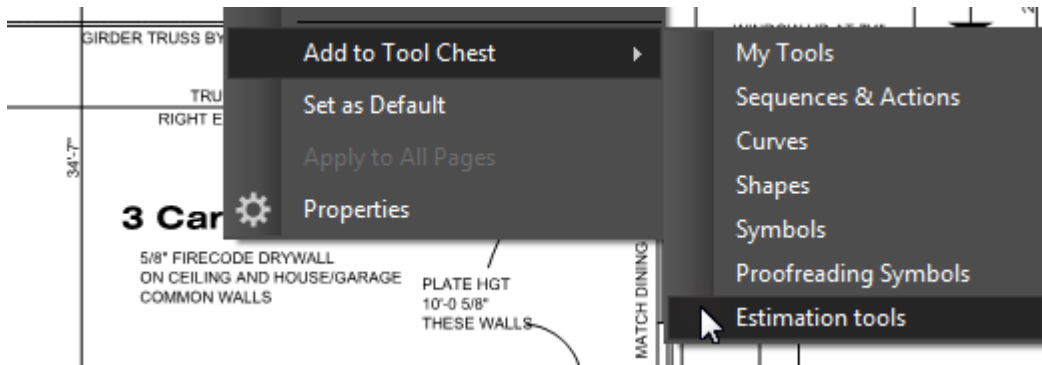 GIRDER TRUSS BY
TRU
RIGHT E
34'-7"
3 Car
5/8" FIRECODE DRYWALL
ON CEILING AND HOUSE/GARAGE
COMMON WALLS
PLATE HGT
10'-0 5/8"
THESE WALLS
MATCH DINING
Add to Tool Chest
Set as Default
Apply to All Pages
Properties
My Tools
Sequences & Actions
Curves
Shapes
Symbols
Proofreading Symbols
Estimation tools